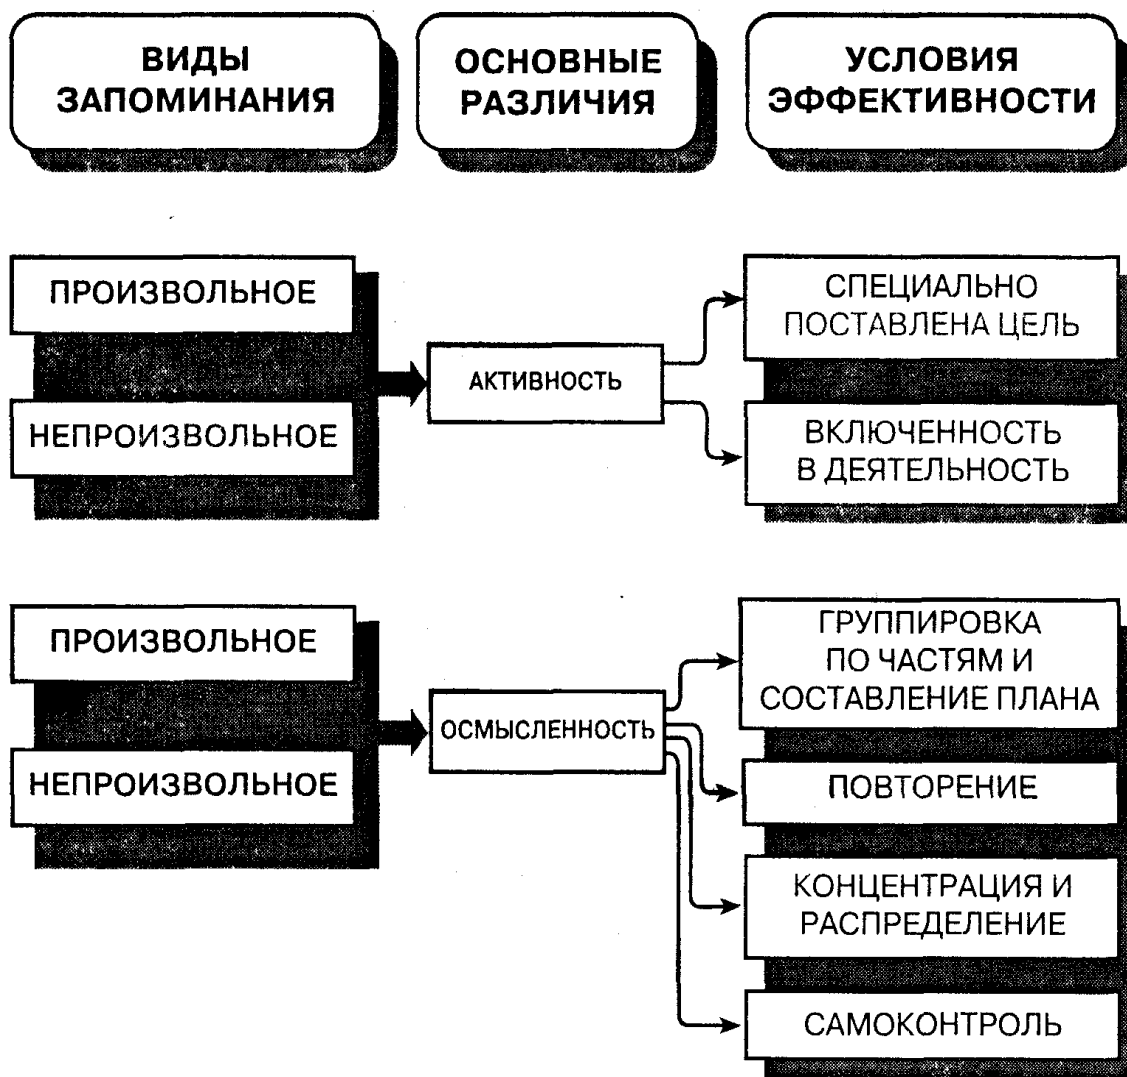 ВИДЫ
ЗАПОМИНАНИЯ
ОСНОВНЫЕ
РАЗЛИЧИЯ
УСЛОВИЯ
ЭФФЕКТИВНОСТИ
ПРОИЗВОЛЬНОЕ
НЕПРОИЗВОЛЬНОЕ
АКТИВНОСТЬ
СПЕЦИАЛЬНО
ПОСТАВЛЕНА ЦЕЛЬ
ВКЛЮЧЕННОСТЬ
В ДЕЯТЕЛЬНОСТЬ
ПРОИЗВОЛЬНОЕ
НЕПРОИЗВОЛЬНОЕ
ОСМЫСЛЕННОСТЬ
ГРУППИРОВКА
ПО ЧАСТЯМ И
СОСТАВЛЕНИЕ ПЛАНА
ПОВТОРЕНИЕ
КОНЦЕНТРАЦИЯ И
РАСПРЕДЕЛЕНИЕ
САМОКОНТРОЛЬ